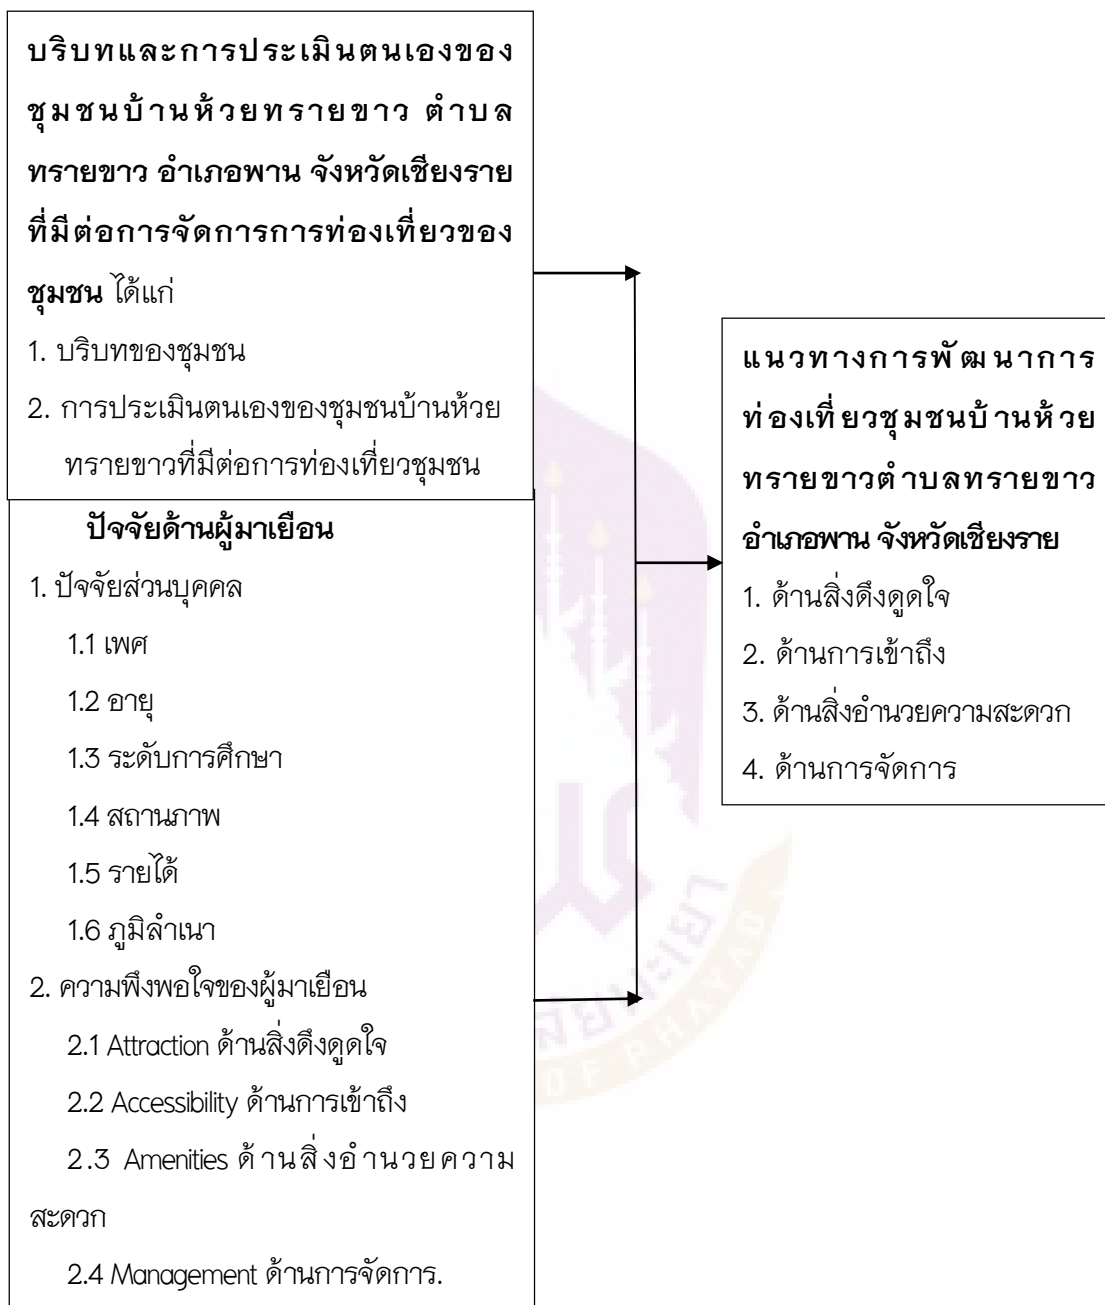 บริบทและการประเมินตนเองของ
ชุมชนบ้านห้วยทรายขาว ตำบล
ทรายขาว อำเภอพาน จังหวัดเชียงราย
ที่มีต่อการจัดการการท่องเที่ยวของ
ชุมชน ได้แก่
1. บริบทของชุมชน
2. การประเมินตนเองของชุมชนบ้านห้วย
ทรายขาวที่มีต่อการท่องเที่ยวชุมชน
ปัจจัยด้านผู้มาเยือน
1. ปัจจัยส่วนบุคคล
1.1 เพศ
1.2 อายุ
1.3 ระดับการศึกษา
1.4 สถานภาพ
1.5 รายได้
1.6 ภูมิลำเนา
2. ความพึงพอใจของผู้มาเยือน
2.1 Attraction ด้านสิ่งดึงดูดใจ
2.2 Accessibility ด้านการเข้าถึง
2.3 Amenities ด้านสิ่งอำนวยความ
สะดวก
2.4 Management ด้านการจัดการ.
แนวทางการพัฒนาการ
ท่องเที่ยวชุมชนบ้านห้วย
ทรายขาวตำบลทรายขาว
อำเภอพาน จังหวัดเชียงราย
1. ด้านสิ่งดึงดูดใจ
2. ด้านการเข้าถึง
3. ด้านสิ่งอำนวยความสะดวก
4. ด้านการจัดการ
OF PHAYAO